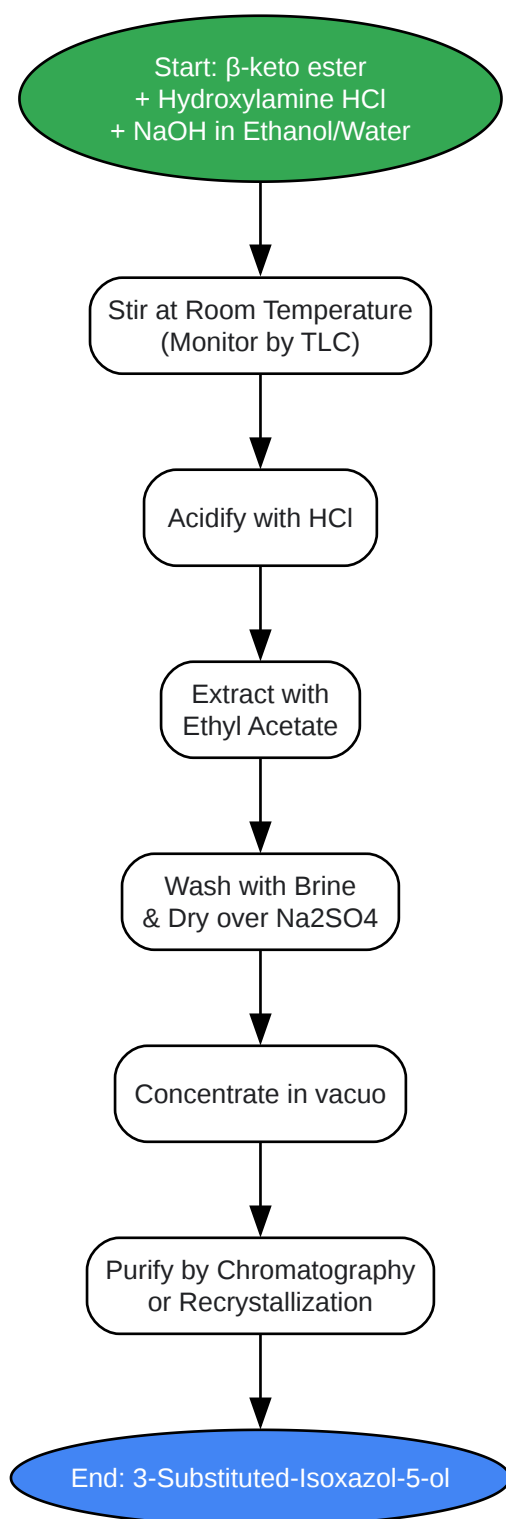 Start: β-keto ester
+ Hydroxylamine HCl
+ NaOH in Ethanol/Water
Stir at Room Temperature
(Monitor by TLC)
Acidify with HCl
Extract with
Ethyl Acetate
Wash with Brine
& Dry over Na2SO4
Concentrate in vacuo
Purify by Chromatography
or Recrystallization
End: 3-Substituted-Isoxazol-5-ol